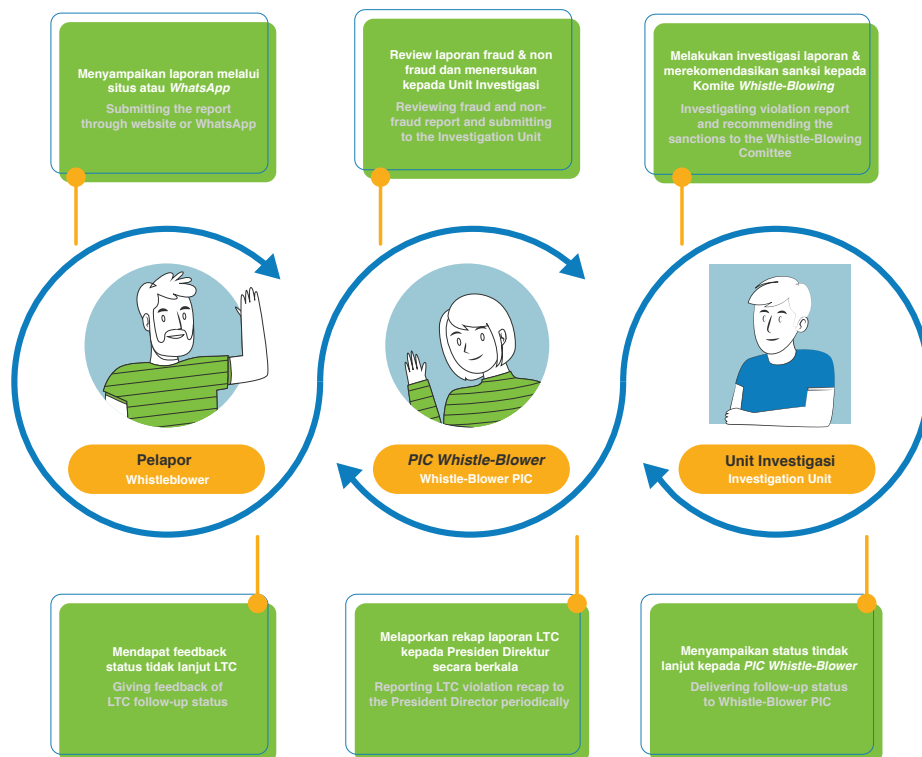 Menyampaikan laporan melalui
situs atau WhatsApp
Submitting the report
through website or WhatsApp
Review laporan fraud & non
fraud dan menersukan
kepada Unit Investigasi
Reviewing fraud and non-
fraud report and submitting
to the Investigation Unit
Melakukan investigasi laporan &
merekomendasikan sanksi kepada
Komite Whistle-Blowing
Investigating violation report
and recommending the
sanctions to the Whistle-Blowing
Comittee
Pelapor
Whistleblower
PIC Whistle-Blower
Whistle-Blower PIC
Unit Investigasi
Investigation Unit
Mendapat feedback
status tidak lanjut LTC
Giving feedback of
LTC follow-up status
Melaporkan rekap laporan LTC
kepada Presiden Direktur
secara berkala
Reporting LTC violation recap to
the President Director periodically
Menyampaikan status tindak
lanjut kepada PIC Whistle-Blower
Delivering follow-up status
to Whistle-Blower PIC